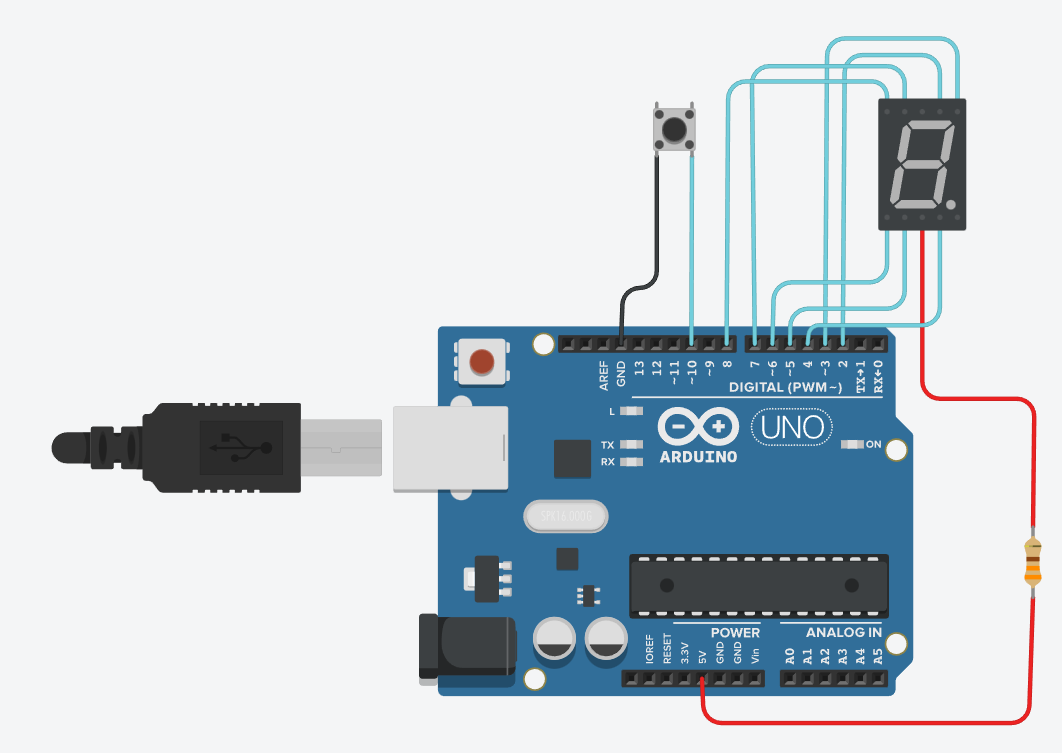 AREF
GND
13
12
~11
~10
~9
8
7
~6
~5
4
~3
2
TX→1
RX←0
DIGITAL (PWM~)
L
TX
RX
UNO
ON
ARDUINO
POWER
ANALOG IN
IOREF
RESET
3.3V
5V
GND
GND
Vin
A0
A1
A2
A3
A4
A5